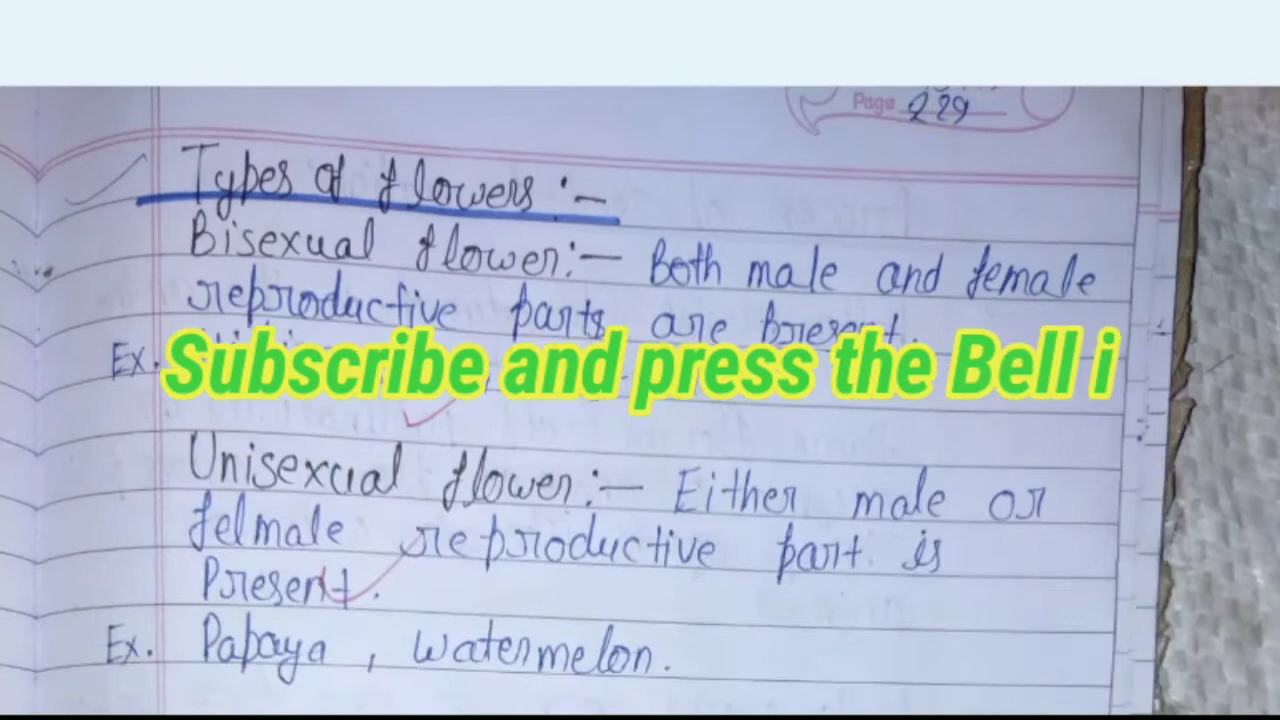 Page 229
Types of flowers :-
Bisexual flower:- Both male and female
reproductive parts are present.
Ex.
Subscribe and press the Bell i
Unisexual flower:- Either male or
felmale reproductive part is
Present.
Ex. Papaya, watermelon.